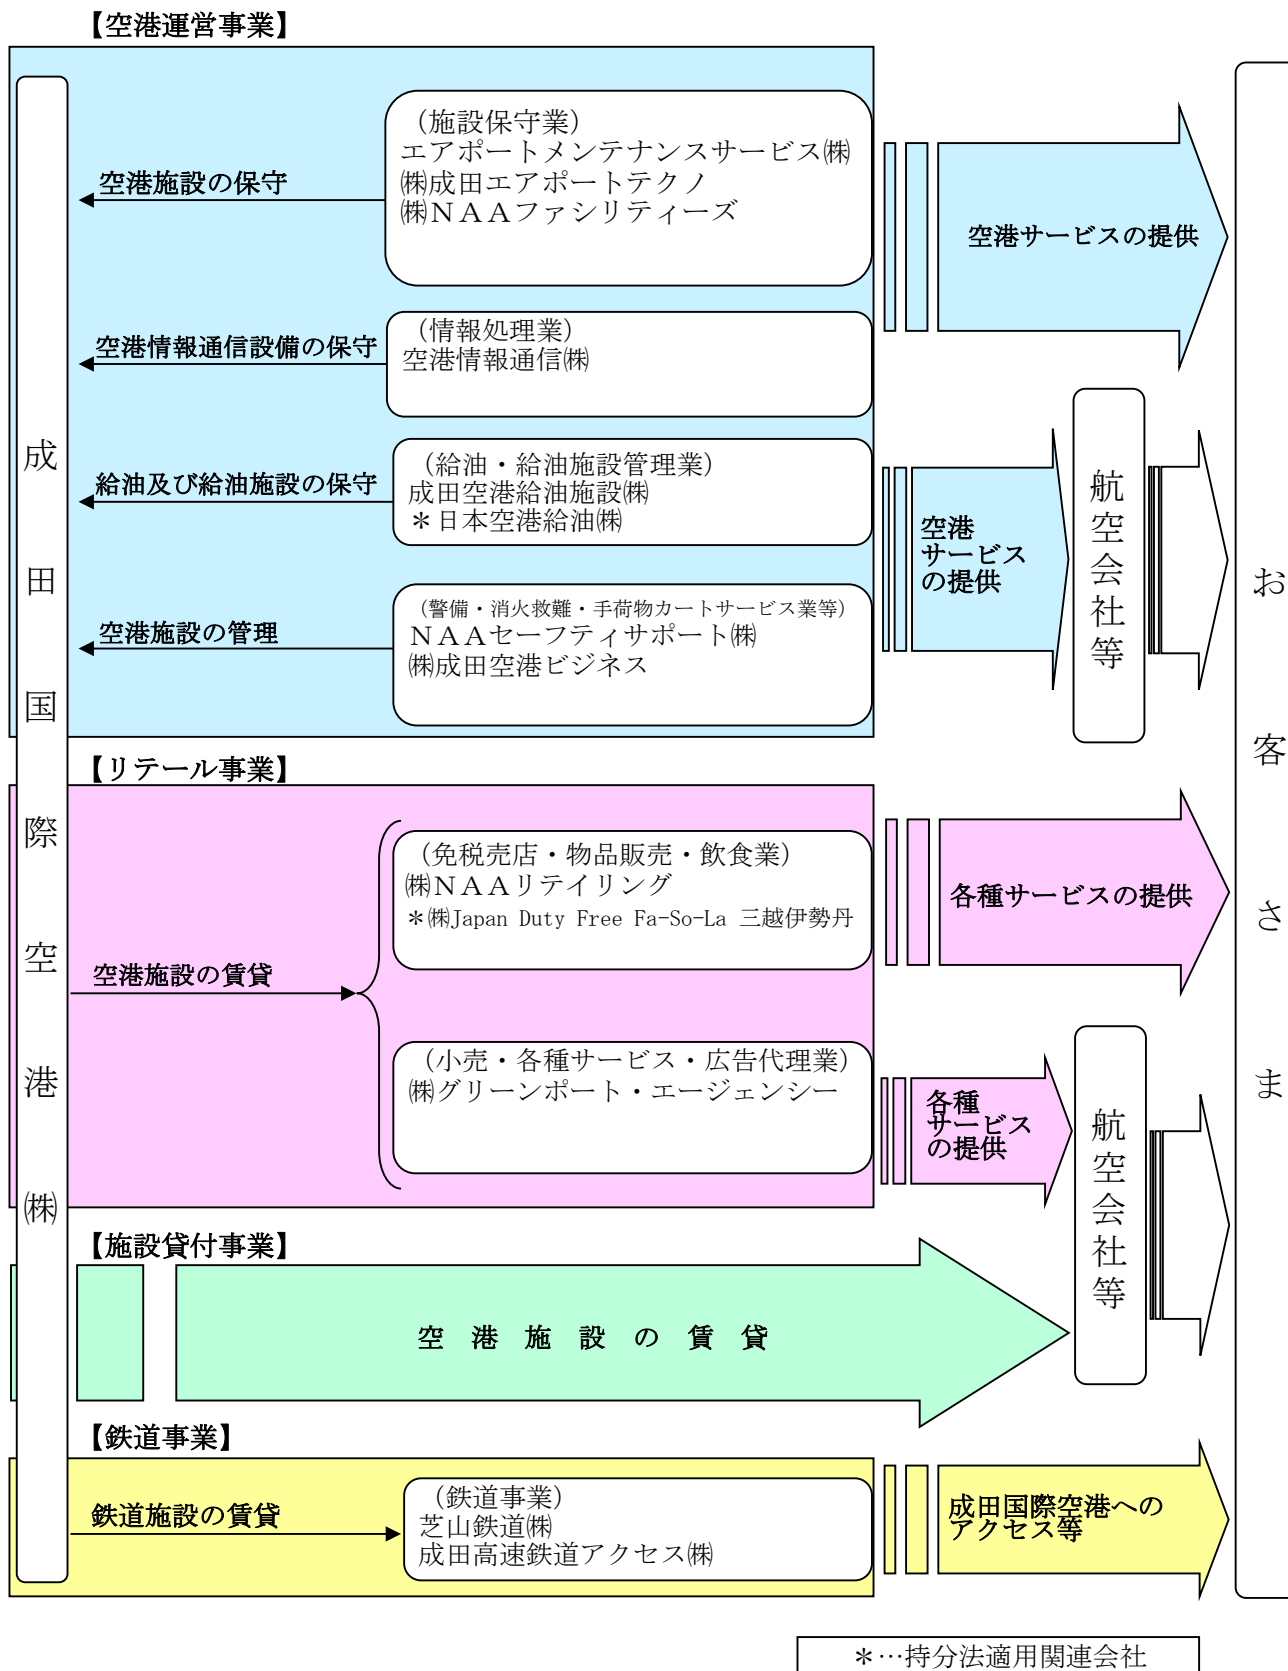 【空港運営事業】
成田国際空港㈱
（施設保守業）
エアポートメンテナンスサービス㈱
㈱成田エアポートテクノ
㈱ＮＡＡファシリティーズ
空港施設の保守
空港サービスの提供
（情報処理業）
空港情報通信㈱
空港情報通信設備の保守
（給油・給油施設管理業）
成田空港給油施設㈱
＊日本空港給油㈱
給油及び給油施設の保守
空港
サービス
の提供
航空会社等
お客さま
（警備・消火救難・手荷物カートサービス業等）
ＮＡＡセーフティサポート㈱
㈱成田空港ビジネス
空港施設の管理
【リテール事業】
（免税売店・物品販売・飲食業）
㈱ＮＡＡリテイリング
＊㈱Japan Duty Free Fa-So-La 三越伊勢丹
各種サービスの提供
空港施設の賃貸
（小売・各種サービス・広告代理業）
㈱グリーンポート・エージェンシー
各種
サービス
の提供
航空会社等
【施設貸付事業】
空港施設の賃貸
【鉄道事業】
鉄道施設の賃貸
（鉄道事業）
芝山鉄道㈱
成田高速鉄道アクセス㈱
成田国際空港への
アクセス等
＊…持分法適用関連会社